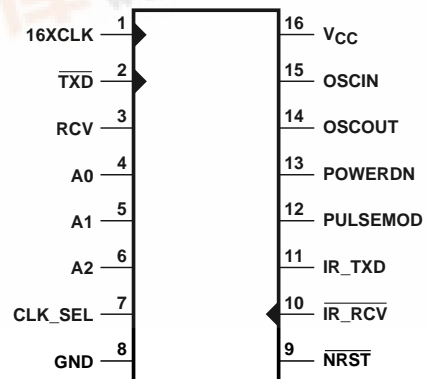 16XCLK 1 16 VCC
TXD 2 15 OSCIN
RCV 3 14 OSCOUT
A0 4 13 POWERDN
A1 5 12 PULSEMOD
A2 6 11 IR_TXD
CLK_SEL 7 10 IR_RCV
GND 8 9 NRST